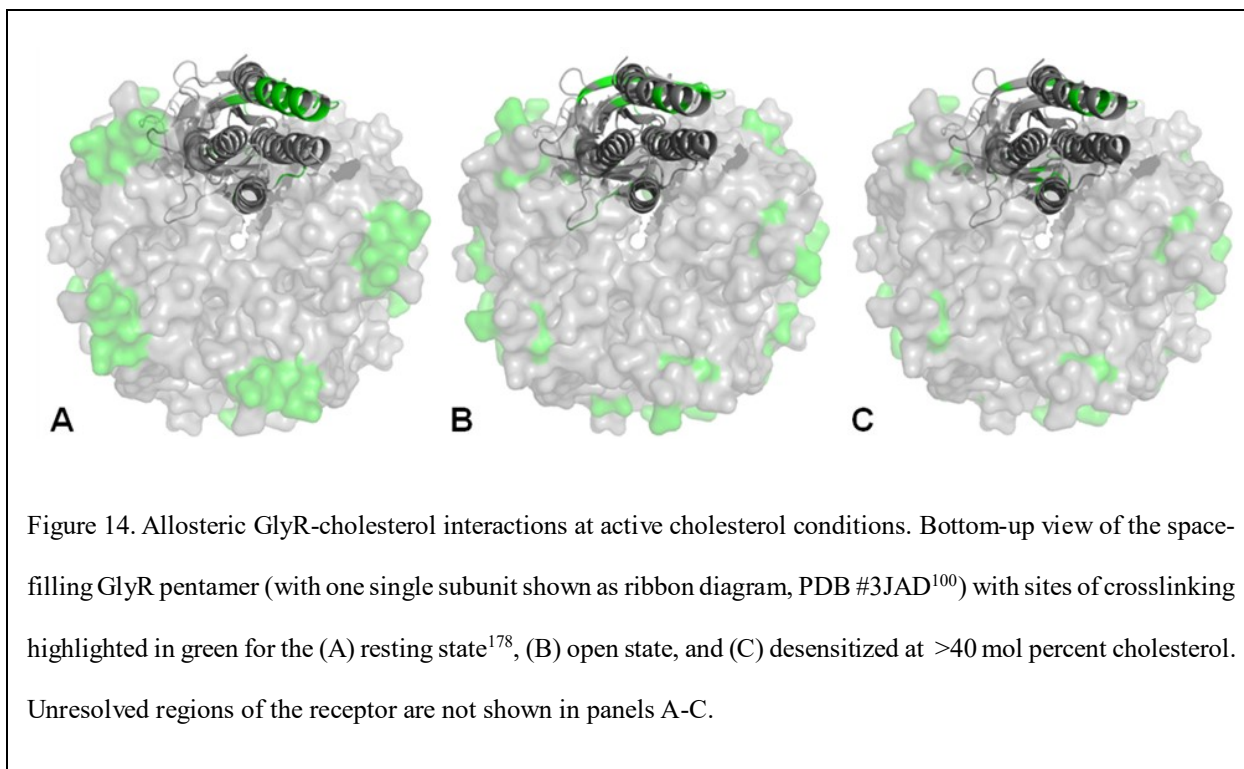 A
B
C
Figure 14. Allosteric GlyR-cholesterol interactions at active cholesterol conditions. Bottom-up view of the space-
filling GlyR pentamer (with one single subunit shown as ribbon diagram, PDB #3JAD100) with sites of crosslinking
highlighted in green for the (A) resting state178, (B) open state, and (C) desensitized at >40 mol percent cholesterol.
Unresolved regions of the receptor are not shown in panels A-C.